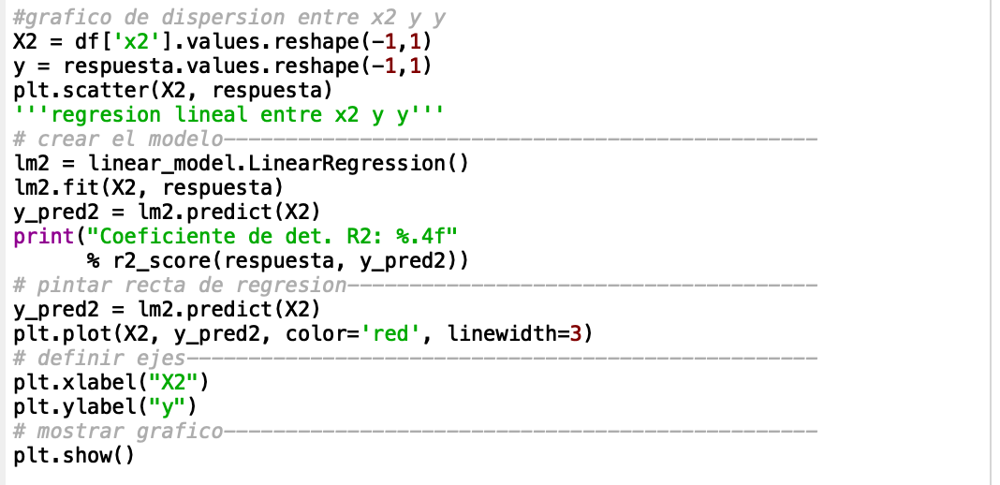 #grafico de dispersion entre x2 y y
X2 = df['x2'].values.reshape(-1,1)
y = respuesta.values.reshape(-1,1)
plt.scatter(X2, respuesta)
'''regresion lineal entre x2 y y'''
# crear el modelo-------------------------------------------------
lm2 = linear_model.LinearRegression()
lm2.fit(X2, respuesta)
y_pred2 = lm2.predict(X2)
print("Coeficiente de det. R2: %.4f"
      % r2_score(respuesta, y_pred2))
# pintar recta de regresion---------------------------------------
y_pred2 = lm2.predict(X2)
plt.plot(X2, y_pred2, color='red', linewidth=3)
# definir ejes----------------------------------------------------
plt.xlabel("X2")
plt.ylabel("y")
# mostrar grafico-------------------------------------------------
plt.show()